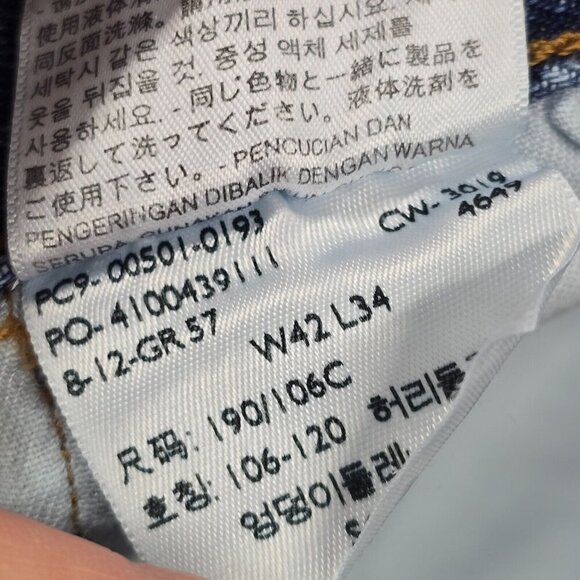 使用液体
同反面洗滌。
세탁시 같은 색상끼리 하십시요.
옷을 뒤집을 것. 중성 액체 세제를
사용하세요. - 同じ色物と一緒に製品を
裏返して洗ってください。液体洗剤を
ご使用下さい。- PENCUCIAN DAN
PENGERINGAN DIBALIK DENGAN WARNA
SERUPA
PC9- 00501-0193
CW- 3019
4649
PO- 4100439111
8-12-GR 57
W42 L34
尺码: 190/106C
호칭: 106-120 허리둘
엉덩이둘레